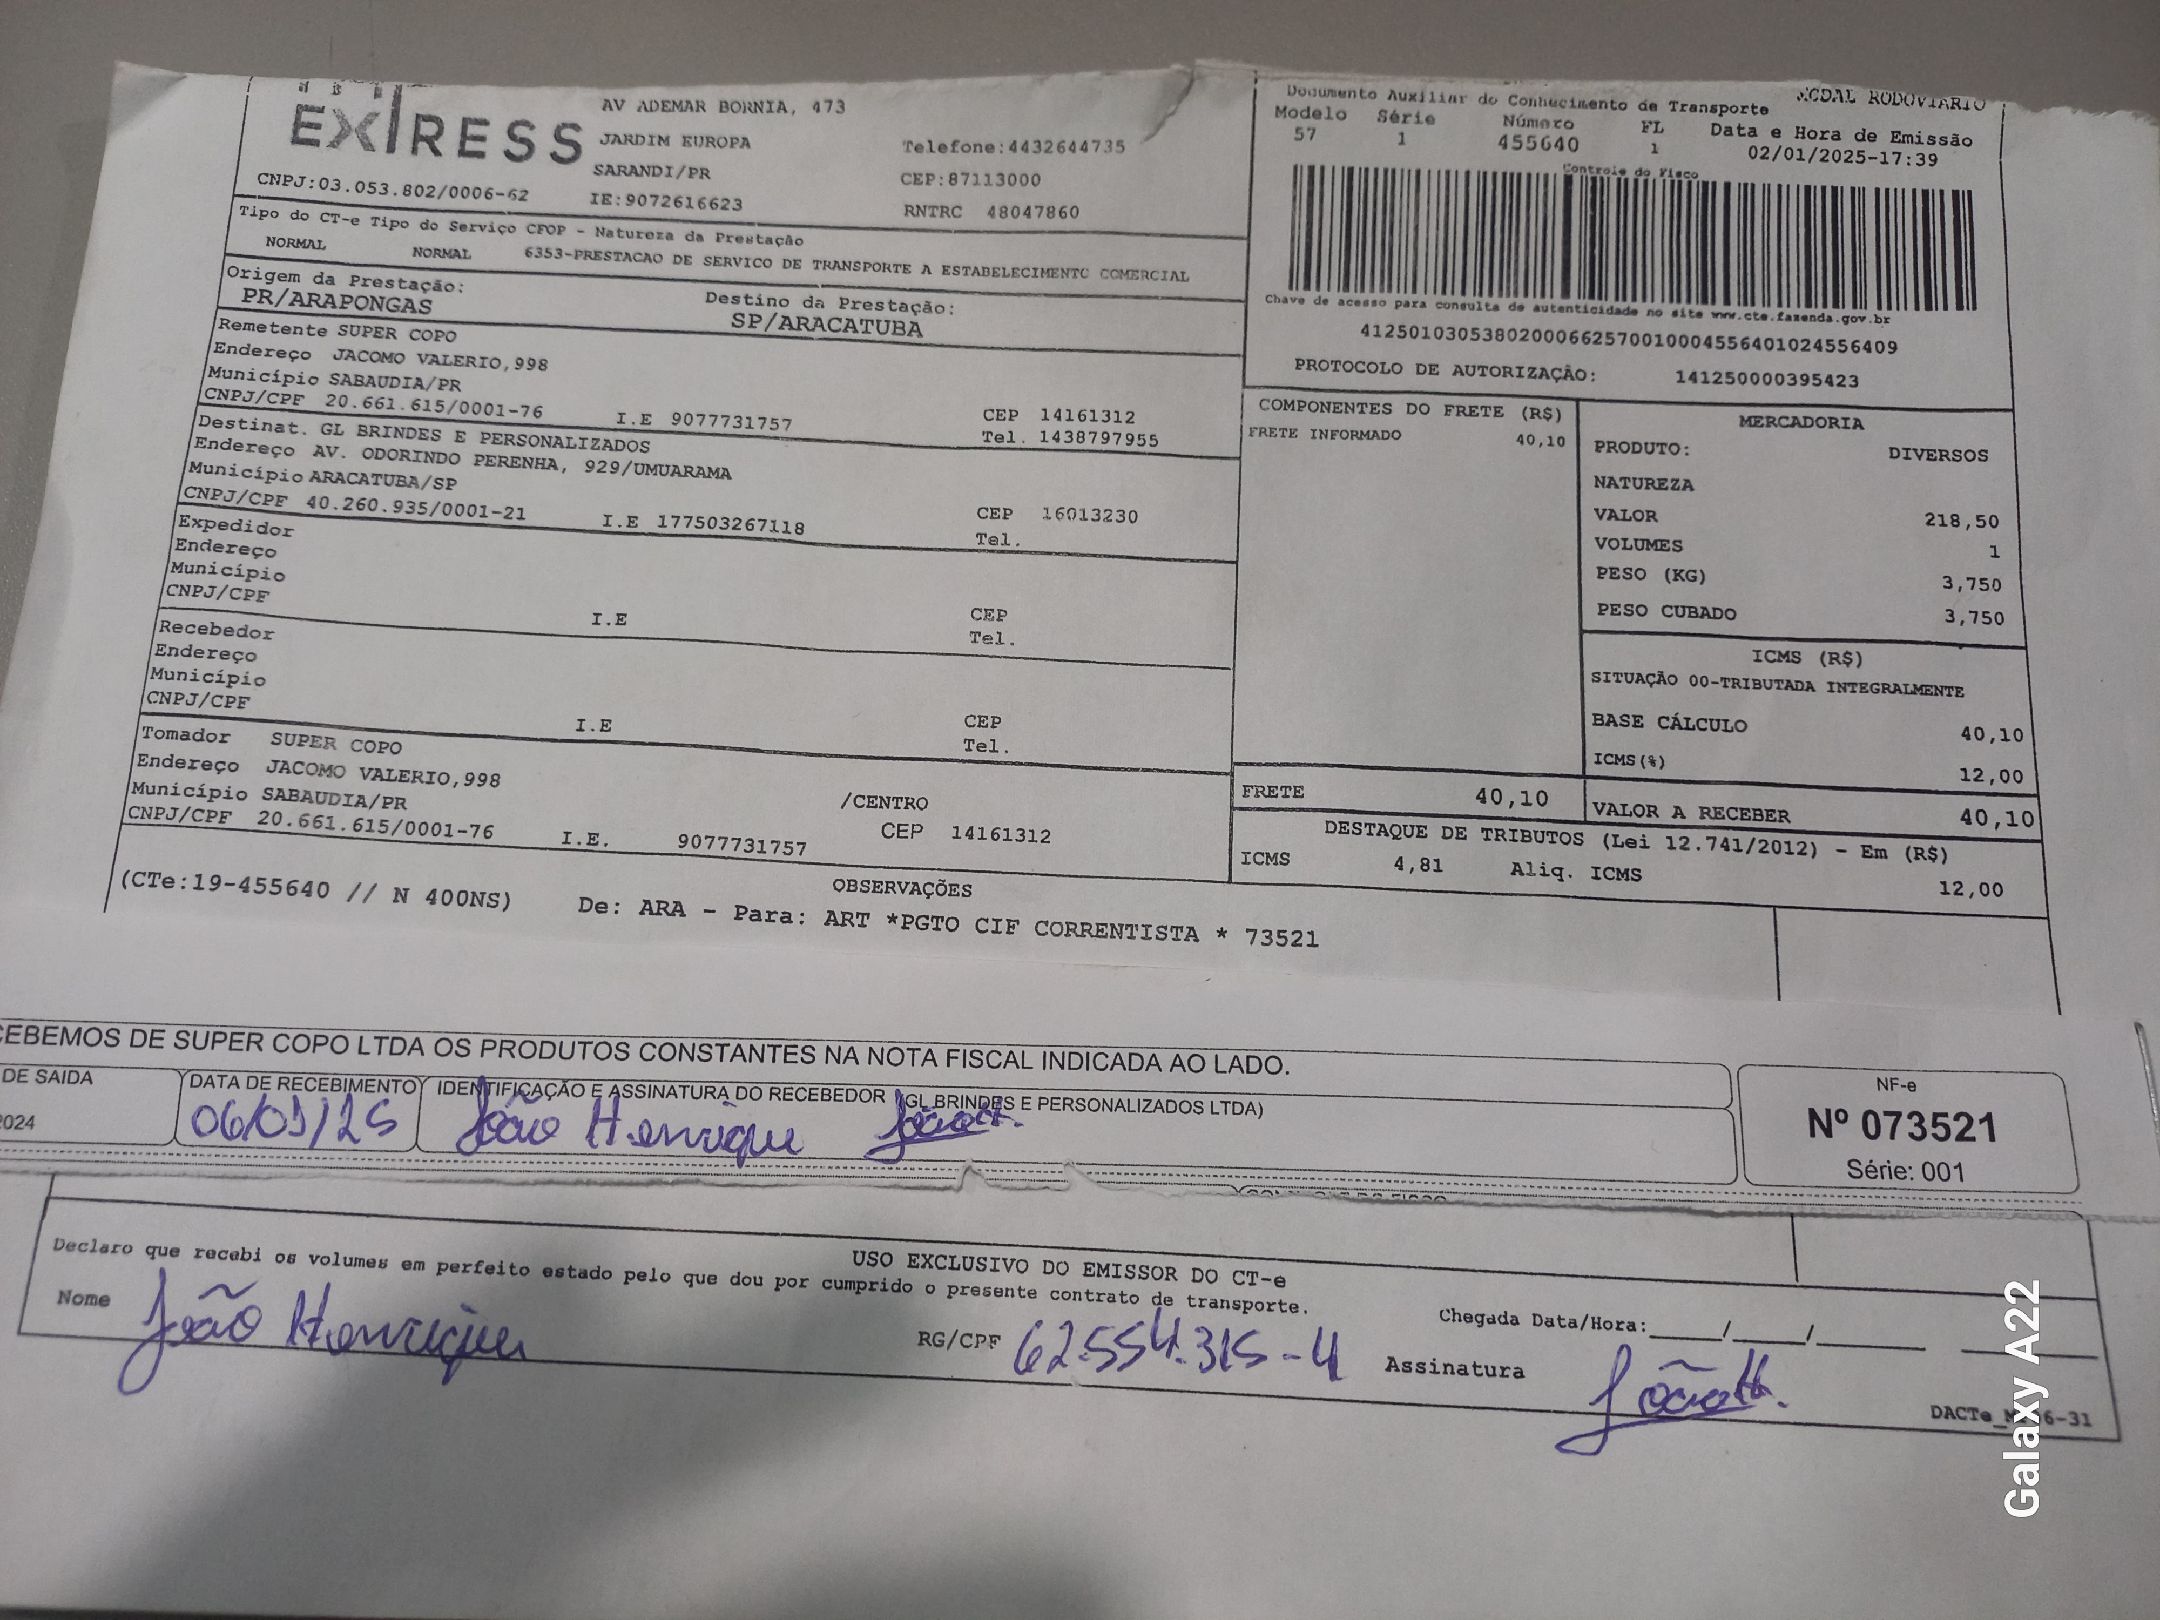 EXPRESS
AV ADEMAR BORNIA, 473
JARDIM EUROPA
Telefone:4432644735
SARANDI/PR
CEP:87113000
CNPJ:03.053.802/0006-62
IE:9072616623
RNTRC 48047860
Documento Auxiliar do Conhecimento de Transporte
MODAL RODOVIARIO
Modelo Série Número FL Data e Hora de Emissão
57 1 455640 1 02/01/2025-17:39
Controle do Fisco
Chave de acesso para consulta de autenticidade no site www.cte.fazenda.gov.br
41250103053802000662570010004556401024556409
PROTOCOLO DE AUTORIZAÇÃO: 141250000395423
Tipo do CT-e Tipo do Serviço CFOP - Natureza da Prestação
NORMAL NORMAL 6353-PRESTACAO DE SERVICO DE TRANSPORTE A ESTABELECIMENTO COMERCIAL
Origem da Prestação: Destino da Prestação:
PR/ARAPONGAS SP/ARACATUBA
Remetente SUPER COPO
Endereço JACOMO VALERIO,998
Município SABAUDIA/PR CEP 14161312
CNPJ/CPF 20.661.615/0001-76 I.E 9077731757 Tel. 1438797955
Destinat. GL BRINDES E PERSONALIZADOS
Endereço AV. ODORINDO PERENHA, 929/UMUARAMA
Município ARACATUBA/SP CEP 16013230
CNPJ/CPF 40.260.935/0001-21 I.E 177503267118 Tel.
Expedidor
Endereço
Município CEP
CNPJ/CPF I.E Tel.
Recebedor
Endereço
Município CEP
CNPJ/CPF I.E Tel.
Tomador SUPER COPO
Endereço JACOMO VALERIO,998 /CENTRO
Município SABAUDIA/PR CEP 14161312
CNPJ/CPF 20.661.615/0001-76 I.E. 9077731757
COMPONENTES DO FRETE (R$)
FRETE INFORMADO 40,10
MERCADORIA
PRODUTO: DIVERSOS
NATUREZA
VALOR 218,50
VOLUMES 1
PESO (KG) 3,750
PESO CUBADO 3,750
ICMS (R$)
SITUAÇÃO 00-TRIBUTADA INTEGRALMENTE
BASE CÁLCULO 40,10
ICMS(%) 12,00
FRETE 40,10 VALOR A RECEBER 40,10
DESTAQUE DE TRIBUTOS (Lei 12.741/2012) - Em (R$)
ICMS 4,81 Aliq. ICMS 12,00
OBSERVAÇÕES
(CTe:19-455640 // N 400NS) De: ARA - Para: ART *PGTO CIF CORRENTISTA * 73521
CEBEMOS DE SUPER COPO LTDA OS PRODUTOS CONSTANTES NA NOTA FISCAL INDICADA AO LADO.
DE SAIDA DATA DE RECEBIMENTO IDENTIFICAÇÃO E ASSINATURA DO RECEBEDOR (GL BRINDES E PERSONALIZADOS LTDA)
2024 06/01/25 João Henrique João H.
NF-e
Nº 073521
Série: 001
USO EXCLUSIVO DO EMISSOR DO CT-e
Declaro que recebi os volumes em perfeito estado pelo que dou por cumprido o presente contrato de transporte.
Nome João Henrique RG/CPF 62.554.315-4 Chegada Data/Hora:____/____/______ ______
Assinatura João H.
Galaxy A22